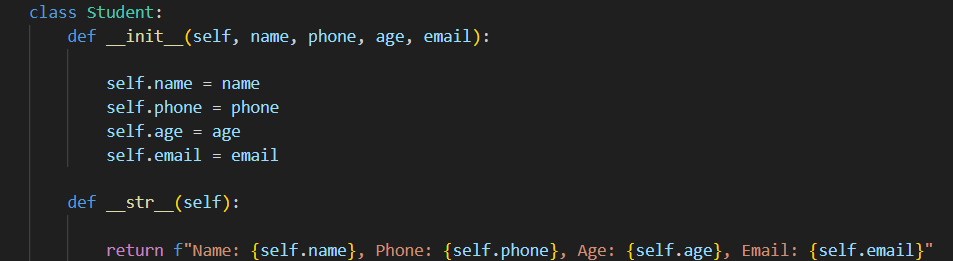 class Student:
def __init__(self, name, phone, age, email):
self.name = name
self.phone = phone
self.age = age
self.email = email
def __str__(self):
return f"Name: {self.name}, Phone: {self.phone}, Age: {self.age}, Email: {self.email}"